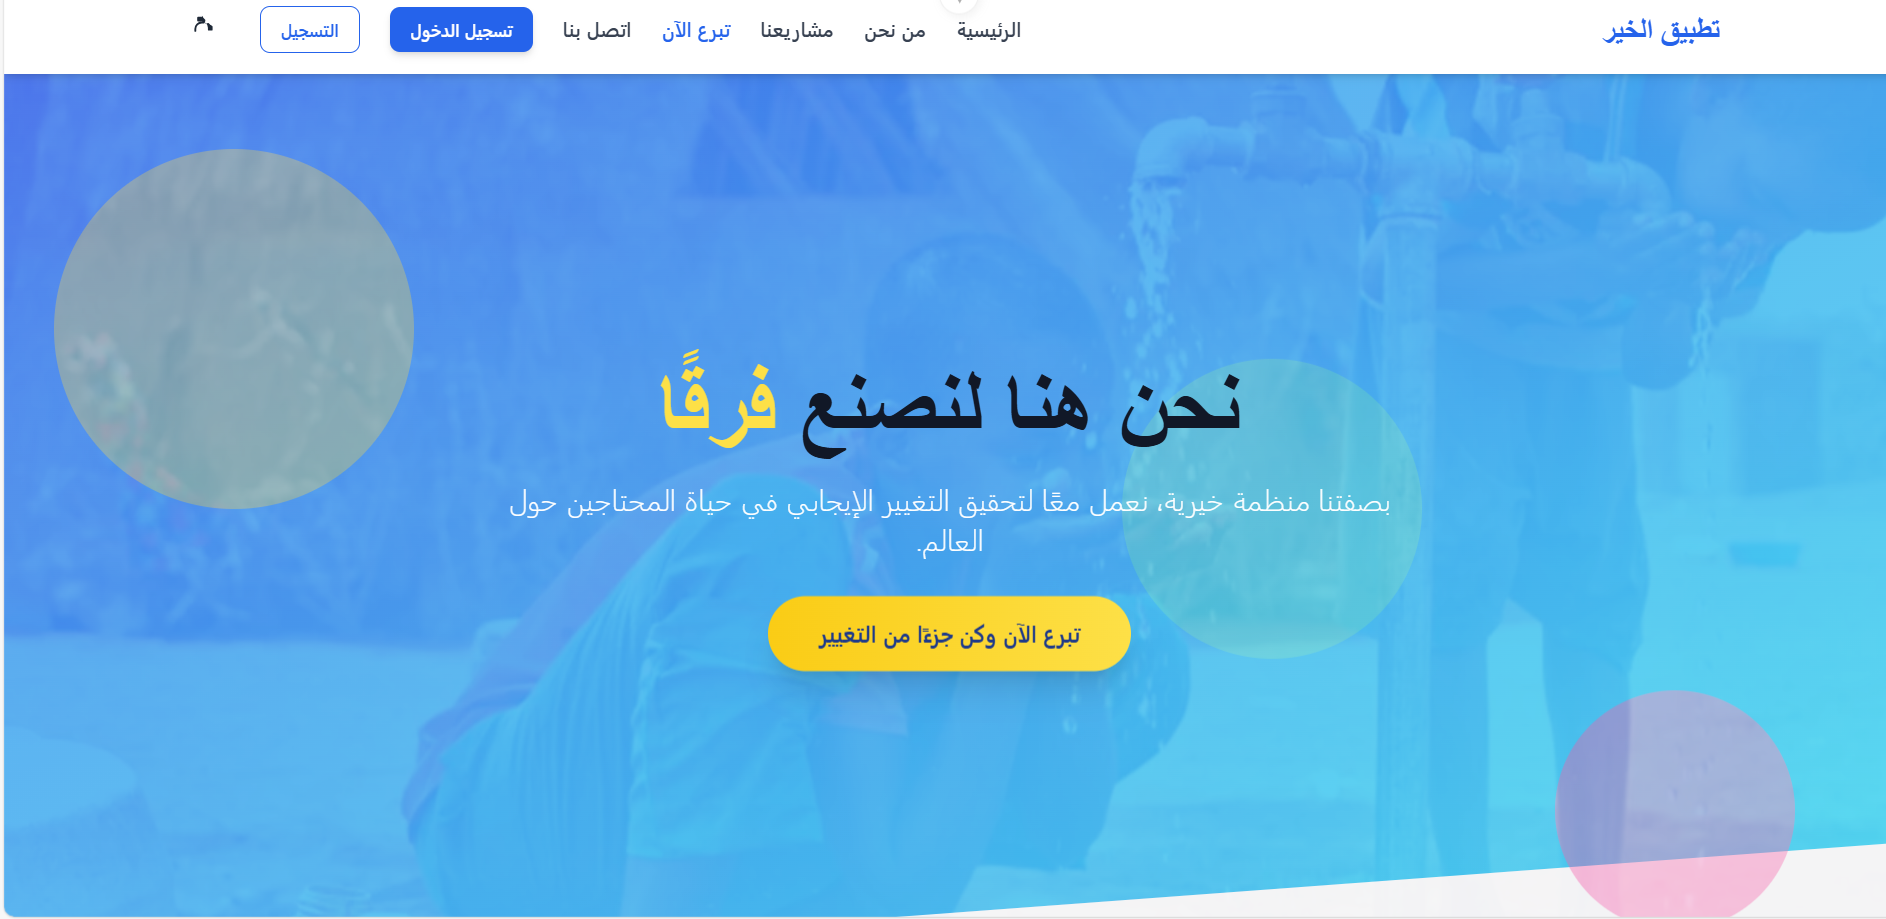 تطبيق الخير
الرئيسية
من نحن
مشاريعنا
تبرع الآن
اتصل بنا
تسجيل الدخول
التسجيل
نحن هنا لنصنع فرقًا
بصفتنا منظمة خيرية، نعمل معًا لتحقيق التغيير الإيجابي في حياة المحتاجين حول
العالم.
تبرع الآن وكن جزءًا من التغيير